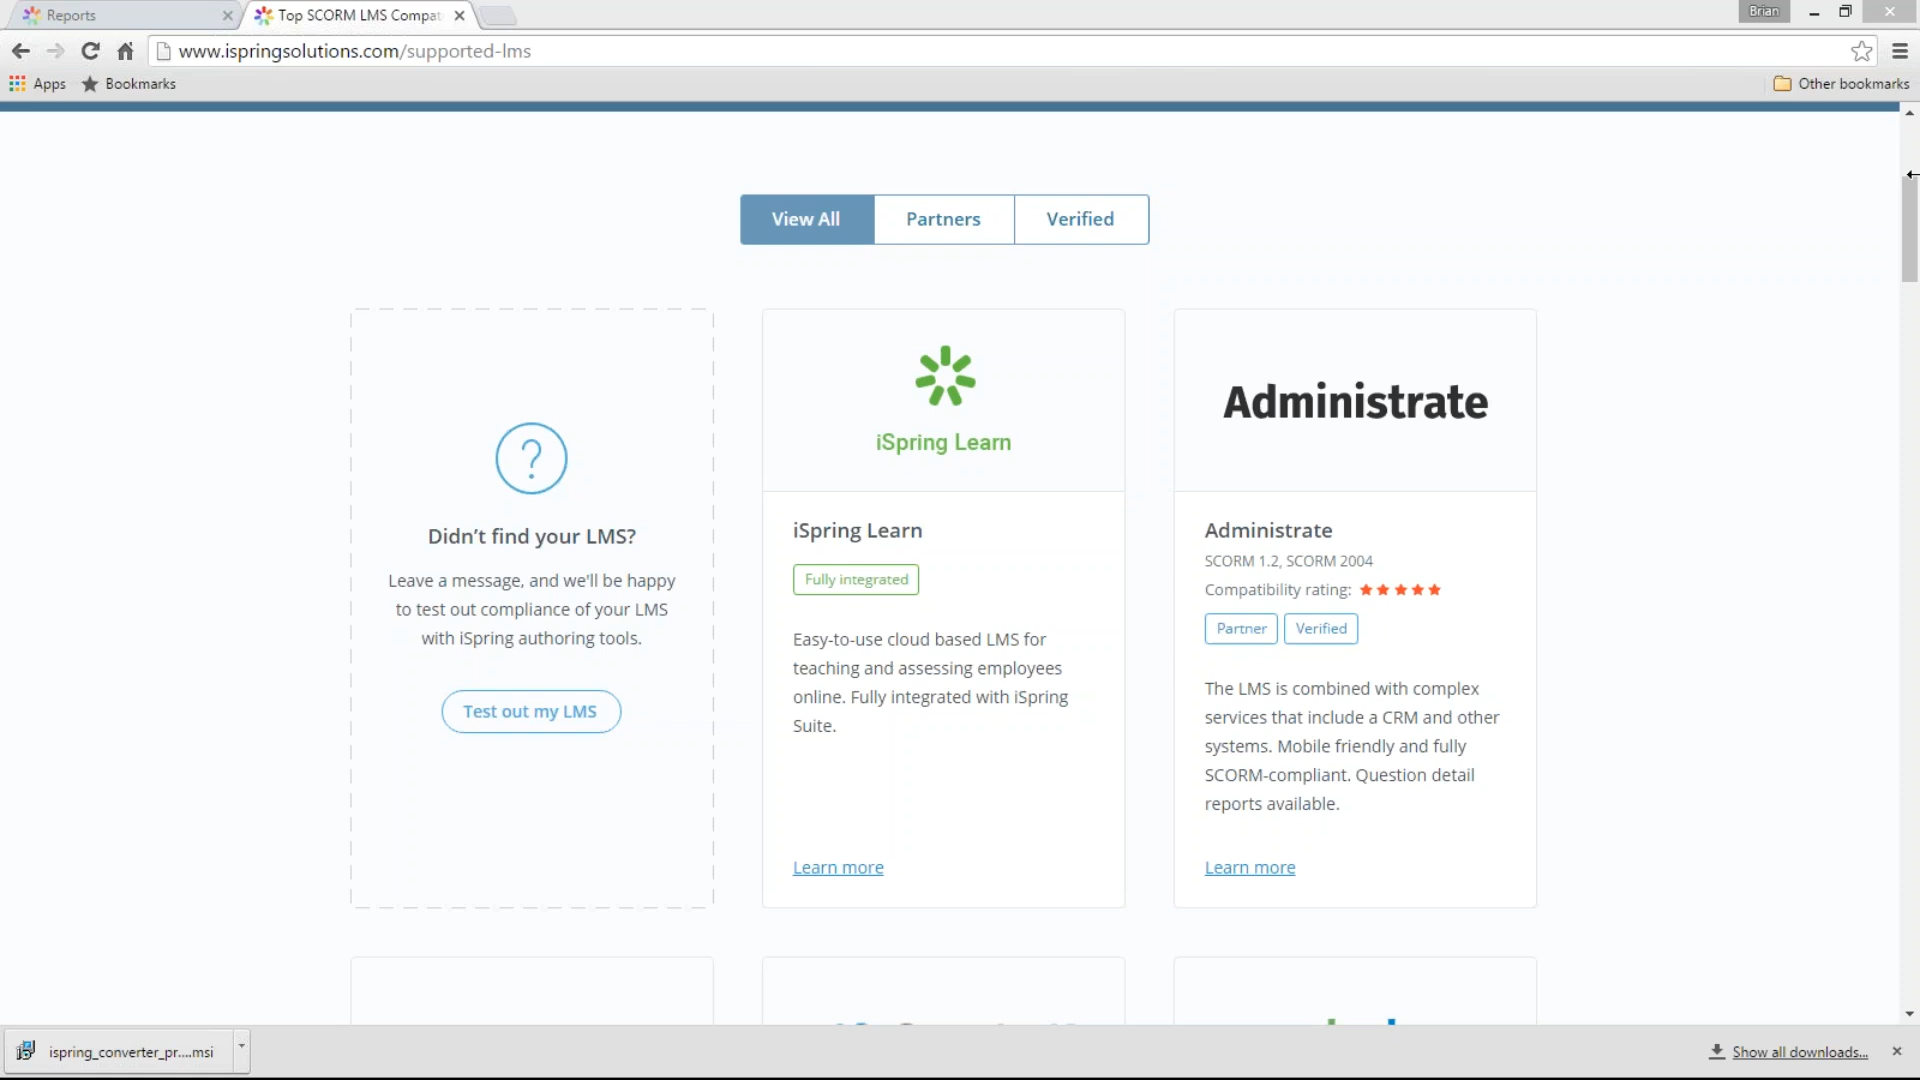 Reports
Top SCORM LMS Compat
Brian
www.ispringsolutions.com/supported-lms
Apps
Bookmarks
Other bookmarks
View All
Partners
Verified
?
Didn’t find your LMS?
Leave a message, and we'll be happy
to test out compliance of your LMS
with iSpring authoring tools.
Test out my LMS
iSpring Learn
iSpring Learn
Fully integrated
Easy-to-use cloud based LMS for
teaching and assessing employees
online. Fully integrated with iSpring
Suite.
Learn more
Administrate
Administrate
SCORM 1.2, SCORM 2004
Compatibility rating:
Partner
Verified
The LMS is combined with complex
services that include a CRM and other
systems. Mobile friendly and fully
SCORM-compliant. Question detail
reports available.
Learn more
ispring_converter_pr....msi
Show all downloads...